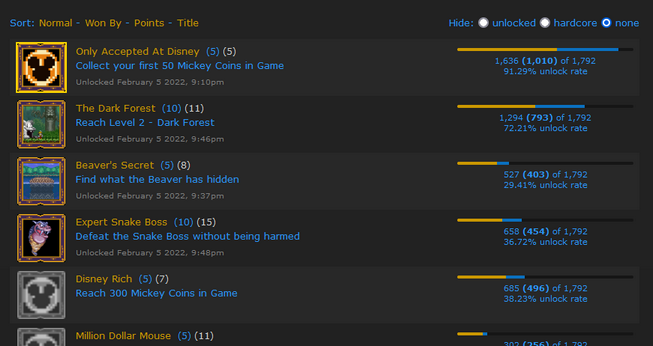 Sort: Normal - Won By - Points - Title
Hide: unlocked hardcore none
Only Accepted At Disney (5) (5)
Collect your first 50 Mickey Coins in Game
Unlocked February 5 2022, 9:10pm
1,636 (1,010) of 1,792
91.29% unlock rate
The Dark Forest (10) (11)
Reach Level 2 - Dark Forest
Unlocked February 5 2022, 9:46pm
1,294 (793) of 1,792
72.21% unlock rate
Beaver's Secret (5) (8)
Find what the Beaver has hidden
Unlocked February 5 2022, 9:37pm
527 (403) of 1,792
29.41% unlock rate
Expert Snake Boss (10) (15)
Defeat the Snake Boss without being harmed
Unlocked February 5 2022, 9:48pm
658 (454) of 1,792
36.72% unlock rate
Disney Rich (5) (7)
Reach 300 Mickey Coins in Game
685 (496) of 1,792
38.23% unlock rate
Million Dollar Mouse (5) (11)
302 (256) of 1,792